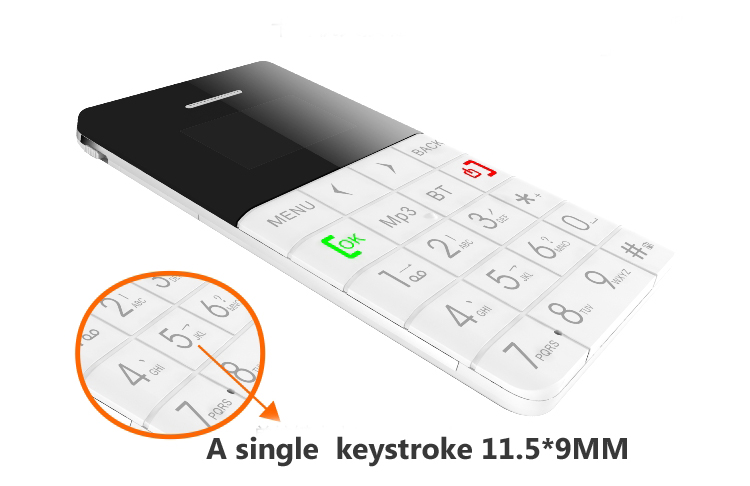 MENU BACK
OK Mp3 BT
1 2 ABC 3 DEF *+
4 GHI 5 JKL 6 MNO 0
7 PQRS 8 TUV 9 WXYZ #
2 ABC 3
4 GHI 5 JKL 6
7 PQRS 8
A single keystroke 11.5*9MM